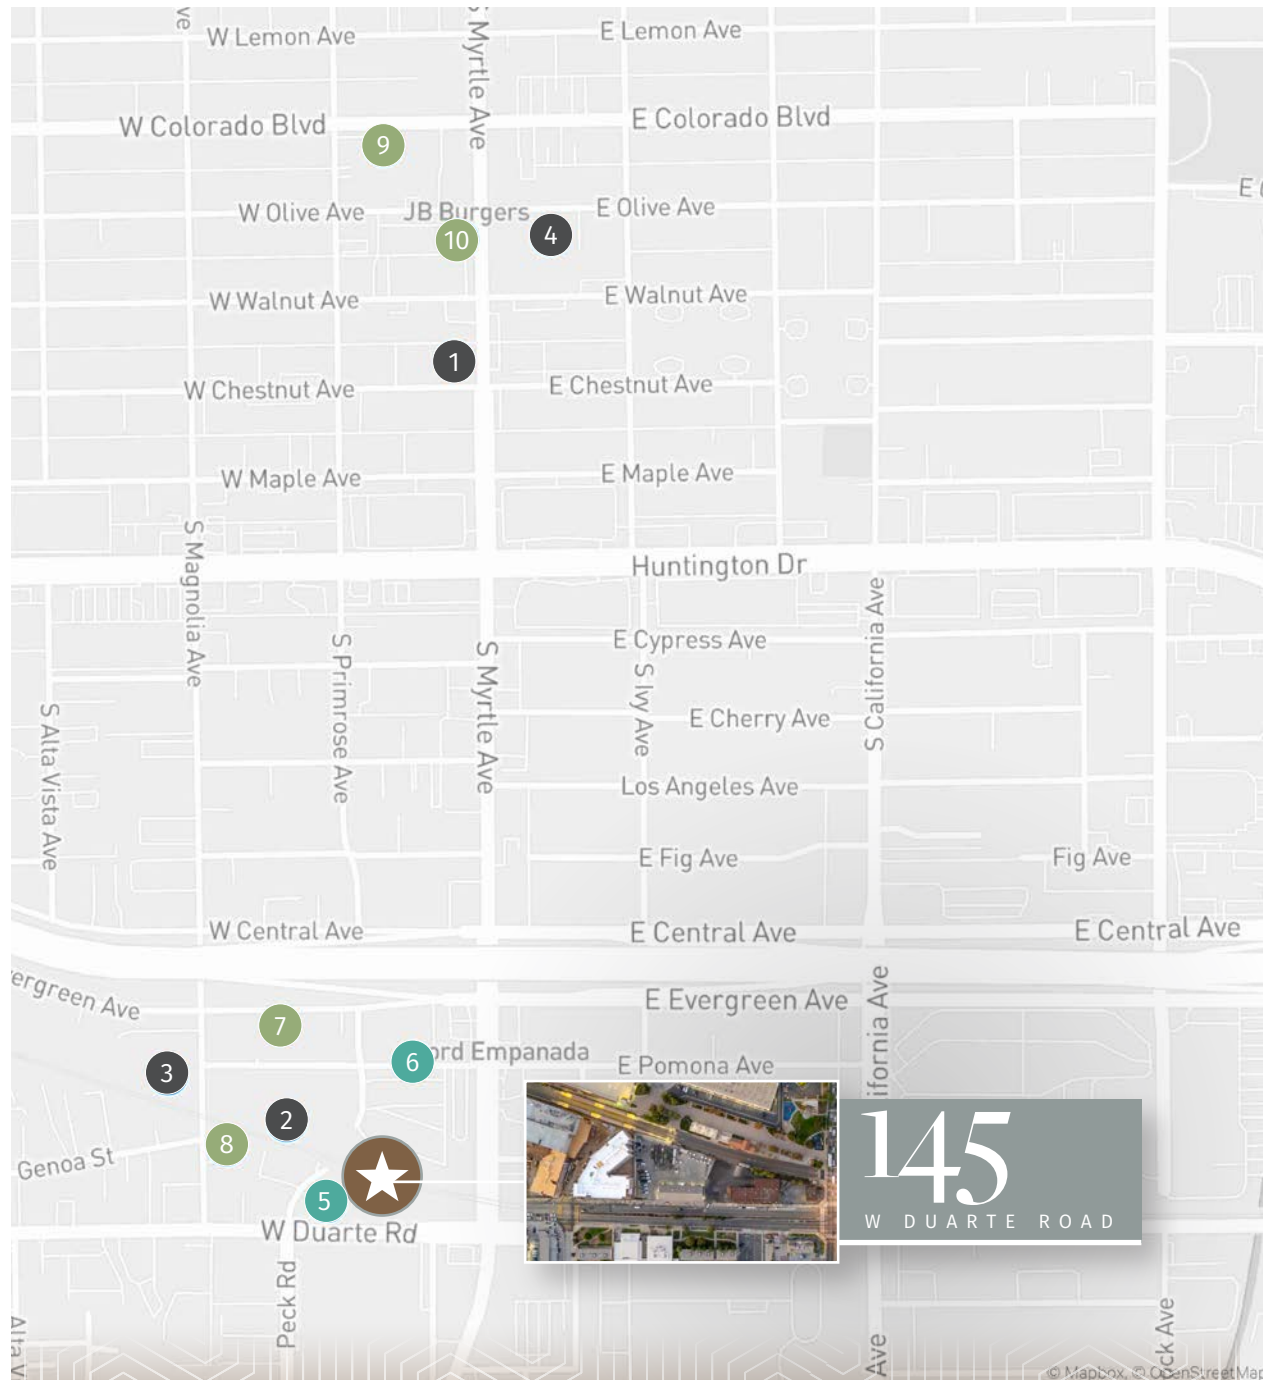 ve
W Lemon Ave
S Myrtle Ave
E Lemon Ave
W Colorado Blvd
E Colorado Blvd
9
E
W Olive Ave
JB Burgers
E Olive Ave
10
4
W Walnut Ave
E Walnut Ave
1
W Chestnut Ave
E Chestnut Ave
W Maple Ave
E Maple Ave
Huntington Dr
S Magnolia Ave
S Primrose Ave
S Myrtle Ave
E Cypress Ave
S Ivy Ave
S California Ave
E Cherry Ave
S Alta Vista Ave
Los Angeles Ave
E Fig Ave
Fig Ave
W Central Ave
E Central Ave
E Central Ave
ergreen Ave
E Evergreen Ave
ifornia Ave
7
6
ord Empanada
E Pomona Ave
3
2
8
Genoa St
5
W Duarte Rd
145
W DUARTE ROAD
Peck Rd
Alta V
Ave
ck Ave
© Mapbox, © OpenStreetMap